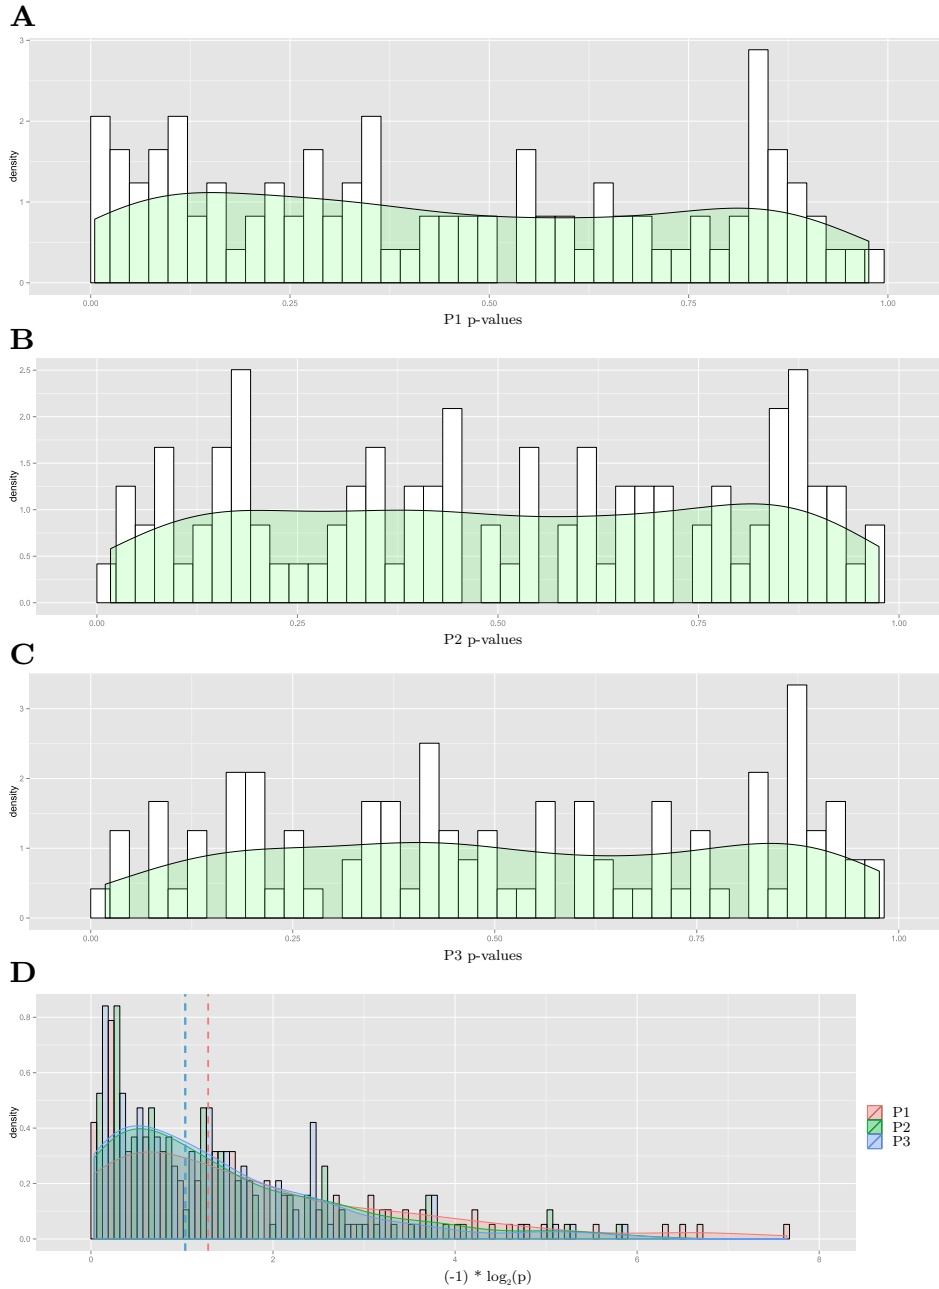 A
3
2
1
0
density
0.00 0.25 0.50 0.75 1.00
P1 p-values
B
2.5
2.0
1.5
1.0
0.5
0.0
density
0.00 0.25 0.50 0.75 1.00
P2 p-values
C
3
2
1
0
density
0.00 0.25 0.50 0.75 1.00
P3 p-values
D
0.8
0.6
0.4
0.2
0.0
density
0 2 4 6 8
(-1) * log₂(p)
P1
P2
P3